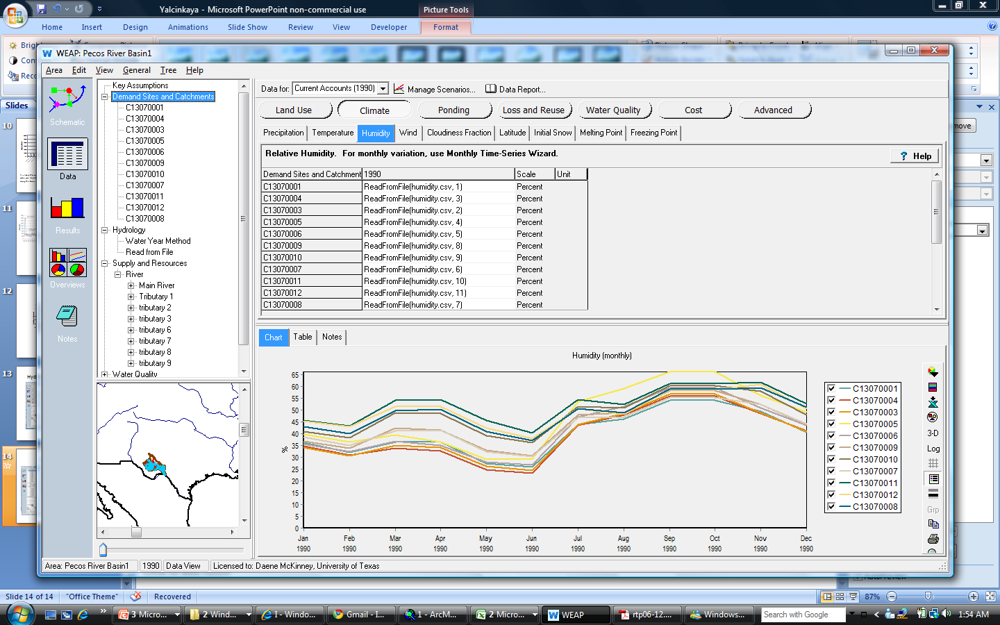 Yalcinkaya - Microsoft PowerPoint non-commercial use
Picture Tools
Home Insert Design Animations Slide Show Review View Developer Format
WEAP: Pecos River Basin1
Area Edit View General Tree Help
Slides
10
11
12
13
14
Schematic
Data
Results
Overviews
Notes
Key Assumptions
Demand Sites and Catchments
C13070001
C13070004
C13070003
C13070005
C13070006
C13070009
C13070010
C13070007
C13070011
C13070012
C13070008
Hydrology
Water Year Method
Read from File
Supply and Resources
River
Main River
Tributary 1
tributary 2
tributary 3
tributary 6
tributary 7
tributary 8
tributary 9
Water Quality
Data for: Current Accounts (1990) Manage Scenarios... Data Report...
Land Use Climate Ponding Loss and Reuse Water Quality Cost Advanced
Precipitation Temperature Humidity Wind Cloudiness Fraction Latitude Initial Snow Melting Point Freezing Point
Relative Humidity. For monthly variation, use Monthly Time-Series Wizard.
? Help
Demand Sites and Catchment 1990 Scale Unit
C13070001 ReadFromFile(humidity.csv, 1) Percent
C13070004 ReadFromFile(humidity.csv, 3) Percent
C13070003 ReadFromFile(humidity.csv, 2) Percent
C13070005 ReadFromFile(humidity.csv, 4) Percent
C13070006 ReadFromFile(humidity.csv, 5) Percent
C13070009 ReadFromFile(humidity.csv, 8) Percent
C13070010 ReadFromFile(humidity.csv, 9) Percent
C13070007 ReadFromFile(humidity.csv, 6) Percent
C13070011 ReadFromFile(humidity.csv, 10) Percent
C13070012 ReadFromFile(humidity.csv, 11) Percent
C13070008 ReadFromFile(humidity.csv, 7) Percent
Chart Table Notes
Humidity (monthly)
65
60
55
50
45
40
35
30
25
20
15
10
5
0
%
Jan Feb Mar Apr May Jun Jul Aug Sep Oct Nov Dec
1990 1990 1990 1990 1990 1990 1990 1990 1990 1990 1990 1990
C13070001
C13070004
C13070003
C13070005
C13070006
C13070009
C13070010
C13070007
C13070011
C13070012
C13070008
3-D
Log
Grp
Area: Pecos River Basin1 1990 Data View Licensed to: Daene McKinney, University of Texas
Slide 14 of 14 "Office Theme" Recovered 87%
3 Micro... 2 Wind... I - Windo... Gmail - I... 1 - ArcM... 2 Micro... WEAP rtp06-12.... Windows... Search with Google 1:54 AM